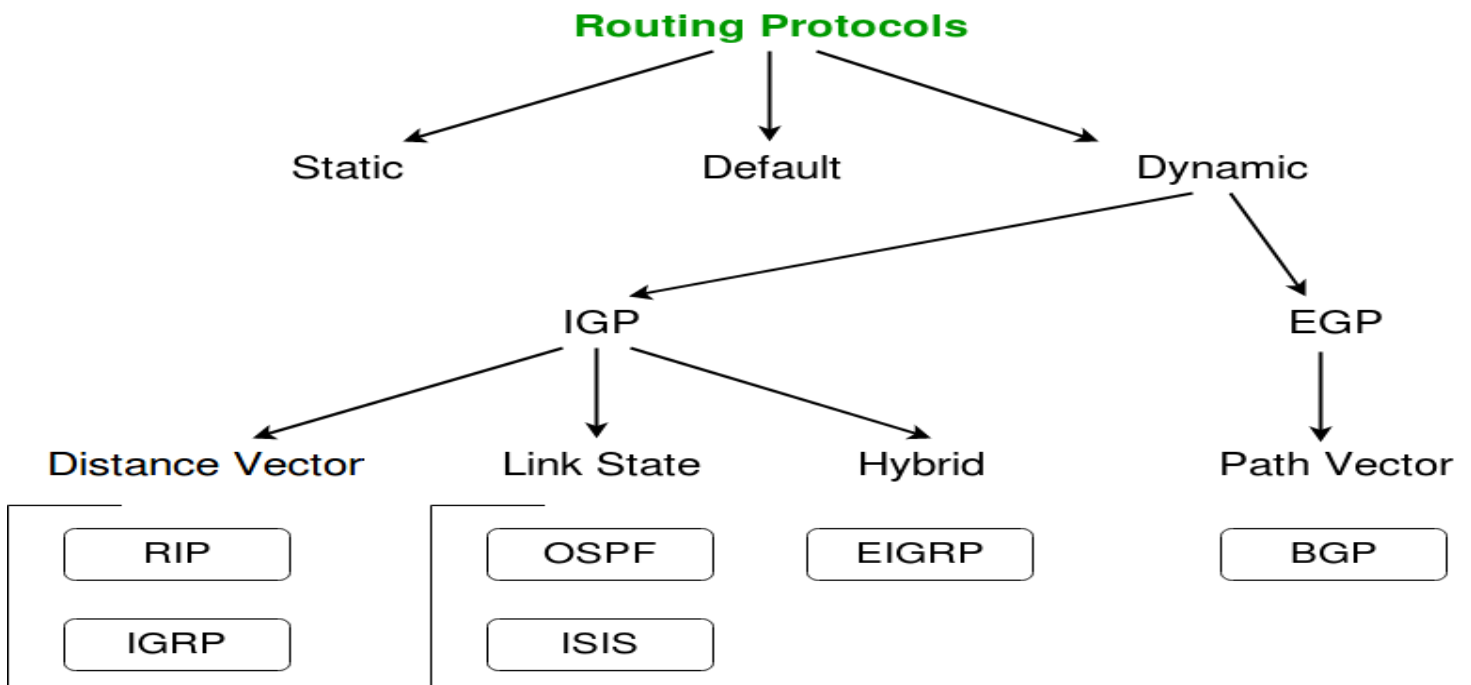 Routing Protocols
Static Default Dynamic
IGP EGP
Distance Vector Link State Hybrid Path Vector
RIP OSPF EIGRP BGP
IGRP ISIS